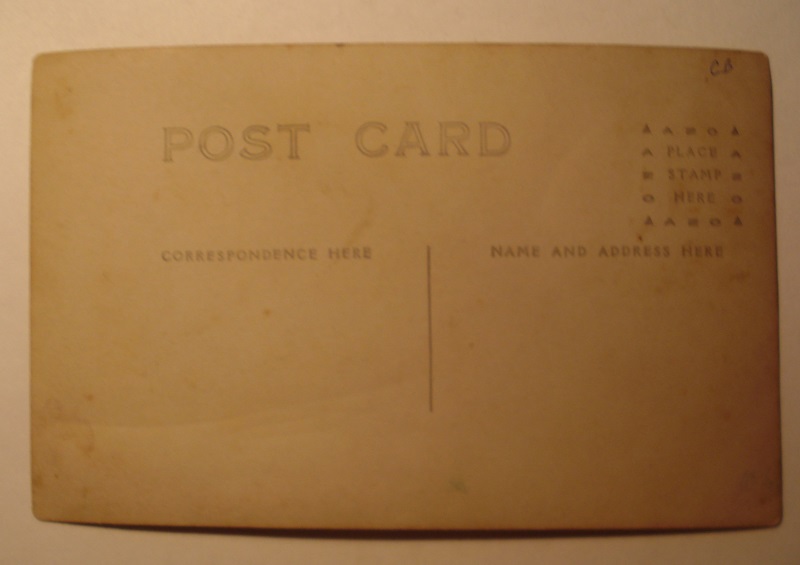 CB
POST CARD
▲ A Z O ▲
A PLACE A
Z STAMP Z
O HERE O
▲ A Z O ▲
CORRESPONDENCE HERE
NAME AND ADDRESS HERE